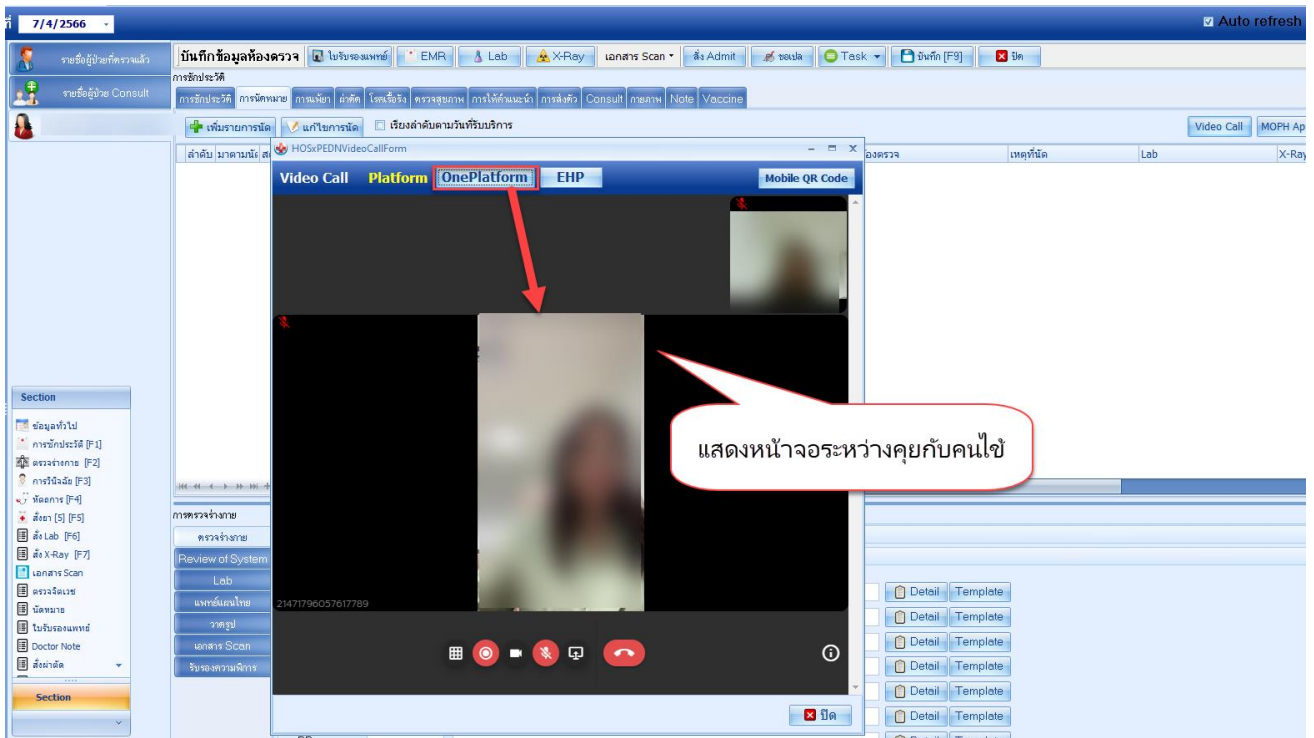 ที่ 7/4/2566
Auto refresh
รายชื่อผู้ป่วยที่ตรวจแล้ว
รายชื่อผู้ป่วย Consult
บันทึกข้อมูลห้องตรวจ ใบรับรองแพทย์ EMR Lab X-Ray เอกสาร Scan สั่ง Admit ขอเปล Task บันทึก [F9] ปิด
การซักประวัติ
การซักประวัติ การนัดหมาย การแพ้ยา ผ่าตัด โรคเรื้อรัง ตรวจสุขภาพ การให้คำแนะนำ การส่งตัว Consult กายภาพ Note Vaccine
เพิ่มรายการนัด แก้ไขการนัด เรียงลำดับตามวันที่รับบริการ
Video Call MOPH Ap
ลำดับ มาตามนัด
เหตุที่นัด Lab X-Ray
HOSxPEDNVideoCallForm
Video Call Platform OnePlatform EHP Mobile QR Code
แสดงหน้าจอระหว่างคุยกับคนไข้
21471796057617789
ปิด
Section
ข้อมูลทั่วไป
การซักประวัติ [F1]
ตรวจร่างกาย [F2]
การวินิจฉัย [F3]
หัตถการ [F4]
สั่งยา [5] [F5]
สั่ง Lab [F6]
สั่ง X-Ray [F7]
เอกสาร Scan
ตรวจจิตเวช
นัดหมาย
ใบรับรองแพทย์
Doctor Note
สั่งผ่าตัด
Section
การตรวจร่างกาย
ตรวจร่างกาย
Review of System
Lab
แพทย์แผนไทย
วาดรูป
เอกสาร Scan
รับรองความพิการ
Detail Template
Detail Template
Detail Template
Detail Template
Detail Template
Detail Template